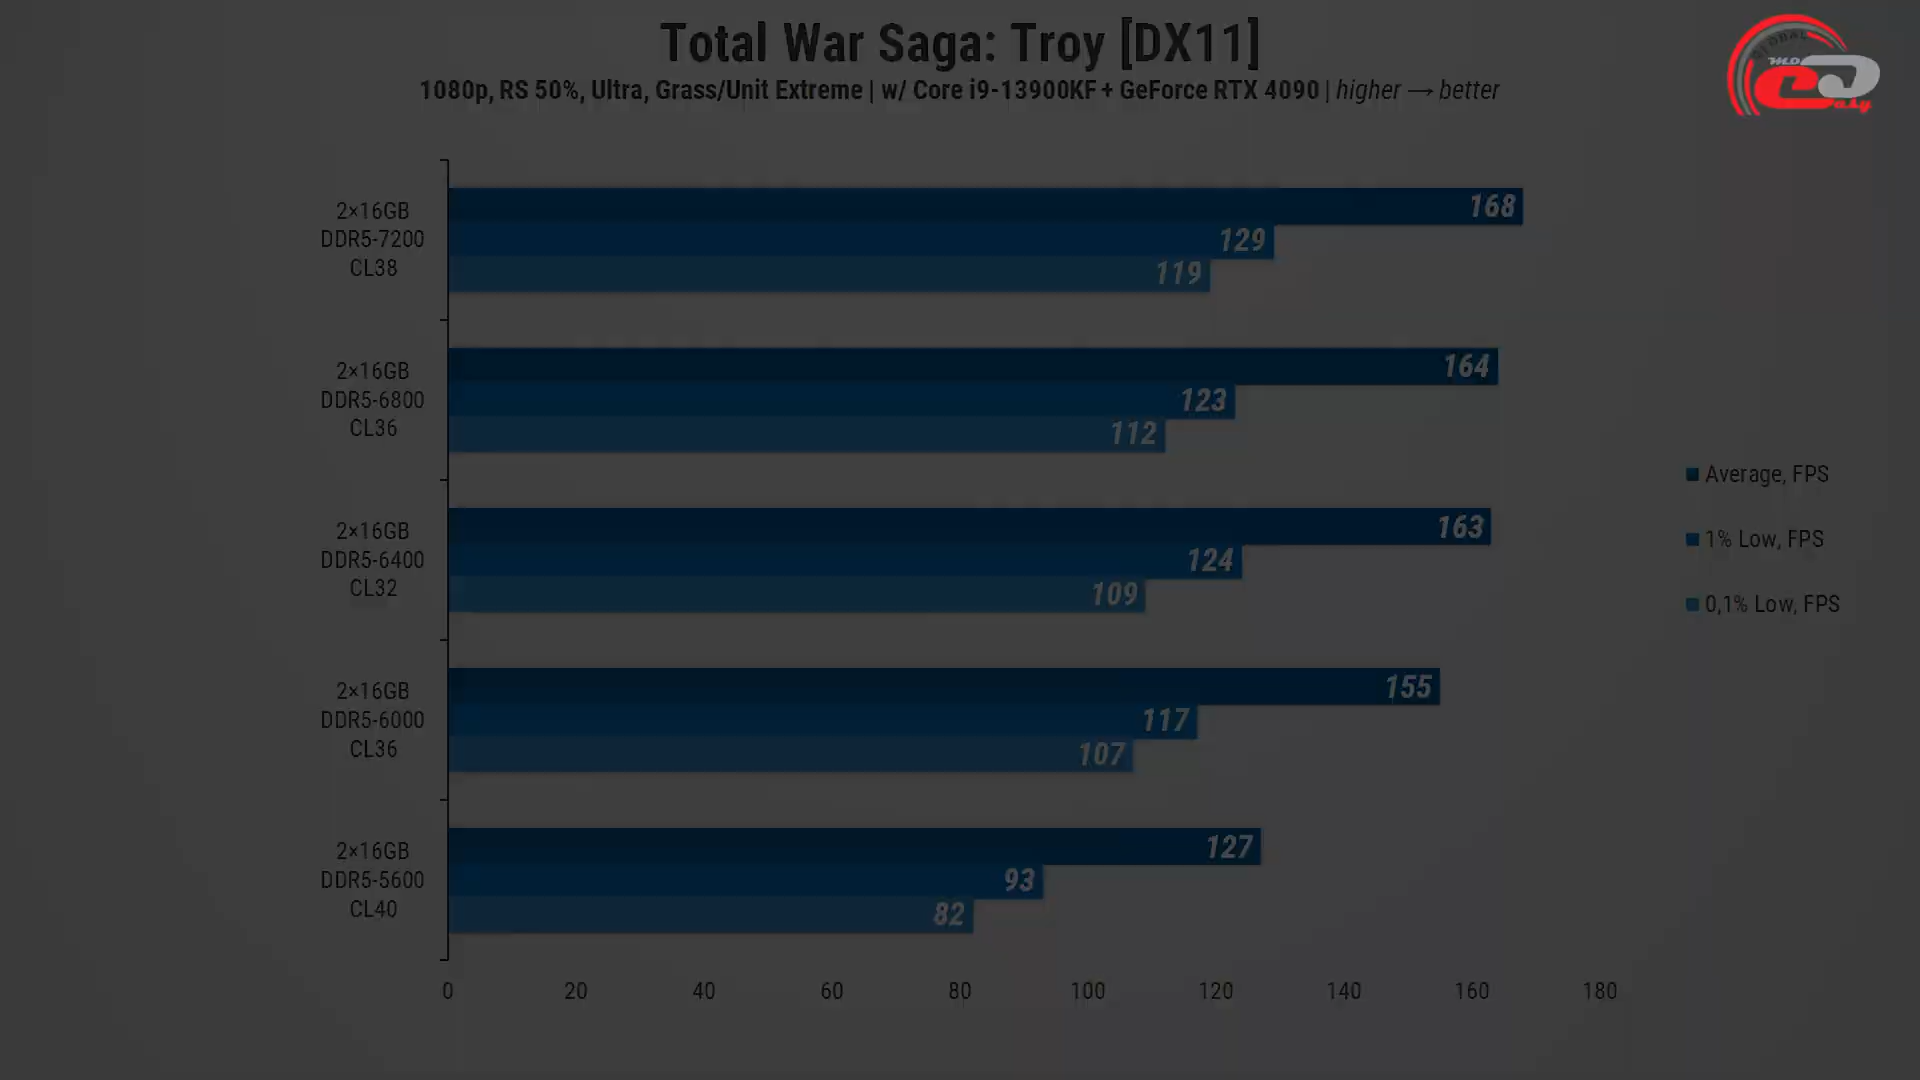 Total War Saga: Troy [DX11]
1080p, RS 50%, Ultra, Grass/Unit Extreme | w/ Core i9-13900KF + GeForce RTX 4090 | higher → better
GLOBAL
2×16GB
DDR5-7200
CL38
168
129
119
2×16GB
DDR5-6800
CL36
164
123
112
2×16GB
DDR5-6400
CL32
163
124
109
2×16GB
DDR5-6000
CL36
155
117
107
2×16GB
DDR5-5600
CL40
127
93
82
Average, FPS
1% Low, FPS
0,1% Low, FPS
0 20 40 60 80 100 120 140 160 180